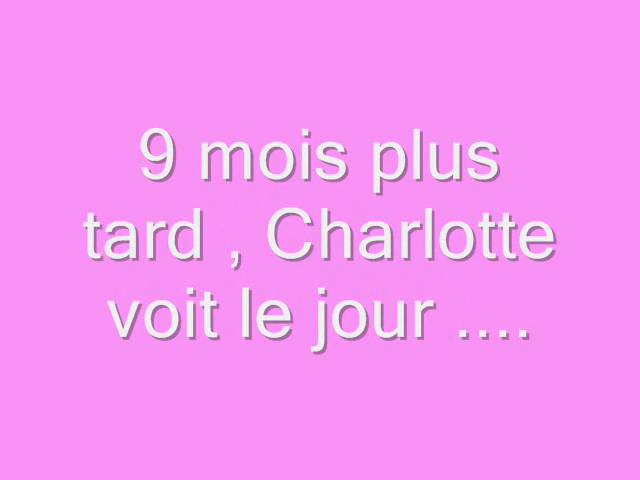 9 mois plus
tard , Charlotte
voit le jour ....